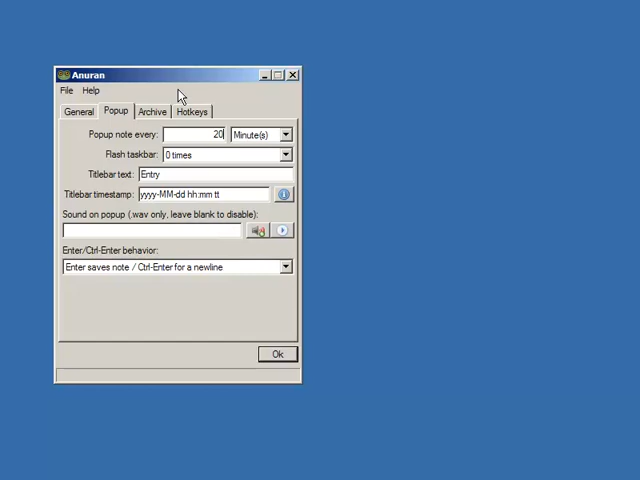 Anuran
File Help
General Popup Archive Hotkeys
Popup note every: 20 Minute(s)
Flash taskbar: 0 times
Titlebar text: Entry
Titlebar timestamp: yyyy-MM-dd hh:mm tt
Sound on popup (.wav only, leave blank to disable):
Enter/Ctrl-Enter behavior:
Enter saves note / Ctrl-Enter for a newline
Ok